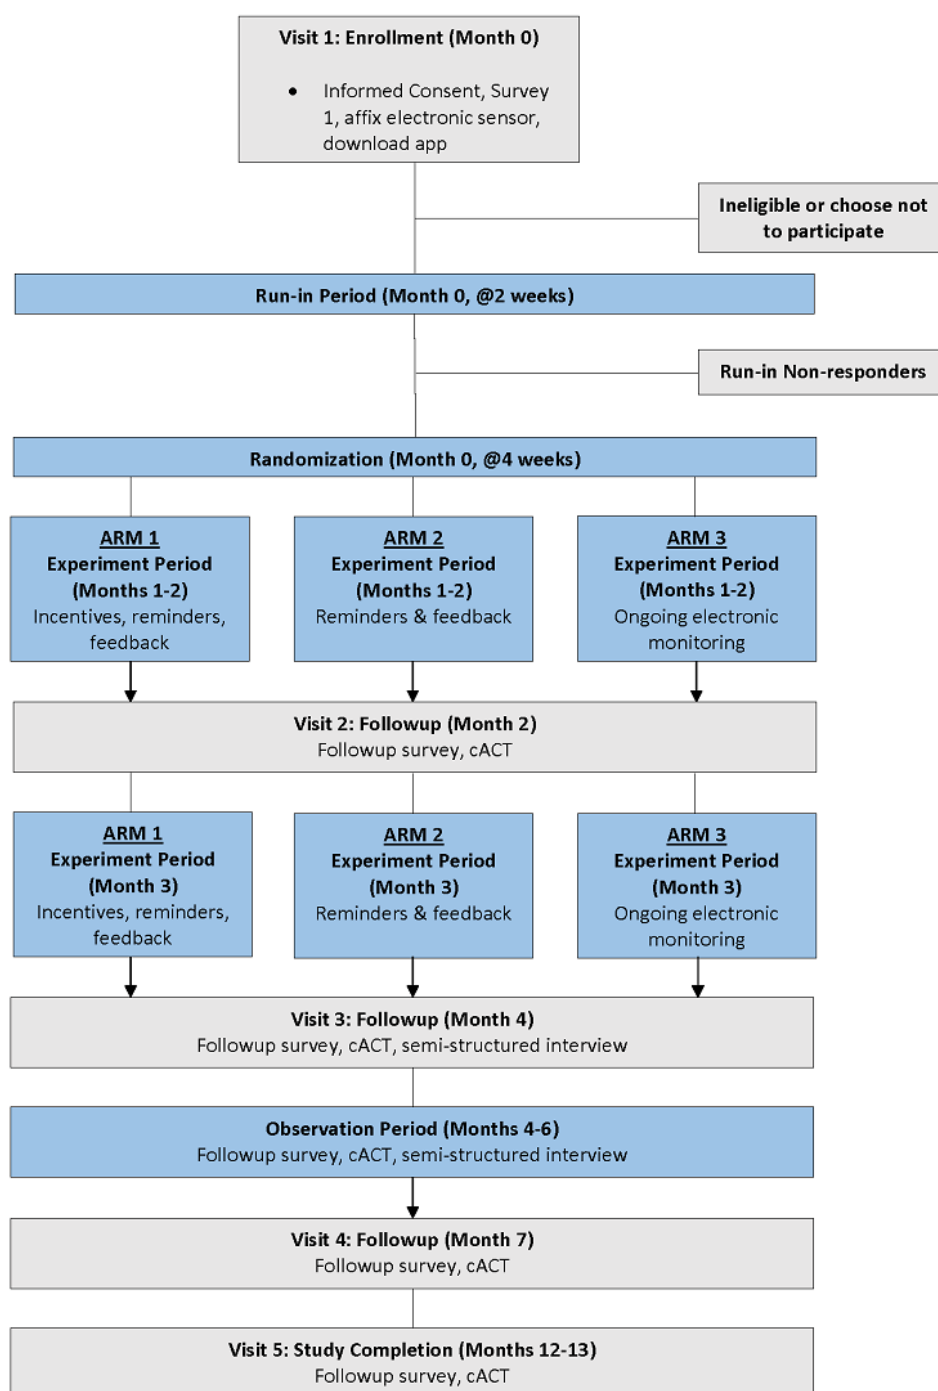 Visit 1: Enrollment (Month 0)
• Informed Consent, Survey
1, affix electronic sensor,
download app
Ineligible or choose not
to participate
Run-in Period (Month 0, @2 weeks)
Run-in Non-responders
Randomization (Month 0, @4 weeks)
ARM 1
Experiment Period
(Months 1-2)
Incentives, reminders,
feedback
ARM 2
Experiment Period
(Months 1-2)
Reminders & feedback
ARM 3
Experiment Period
(Months 1-2)
Ongoing electronic
monitoring
Visit 2: Followup (Month 2)
Followup survey, cACT
ARM 1
Experiment Period
(Month 3)
Incentives, reminders,
feedback
ARM 2
Experiment Period
(Month 3)
Reminders & feedback
ARM 3
Experiment Period
(Month 3)
Ongoing electronic
monitoring
Visit 3: Followup (Month 4)
Followup survey, cACT, semi-structured interview
Observation Period (Months 4-6)
Followup survey, cACT, semi-structured interview
Visit 4: Followup (Month 7)
Followup survey, cACT
Visit 5: Study Completion (Months 12-13)
Followup survey, cACT